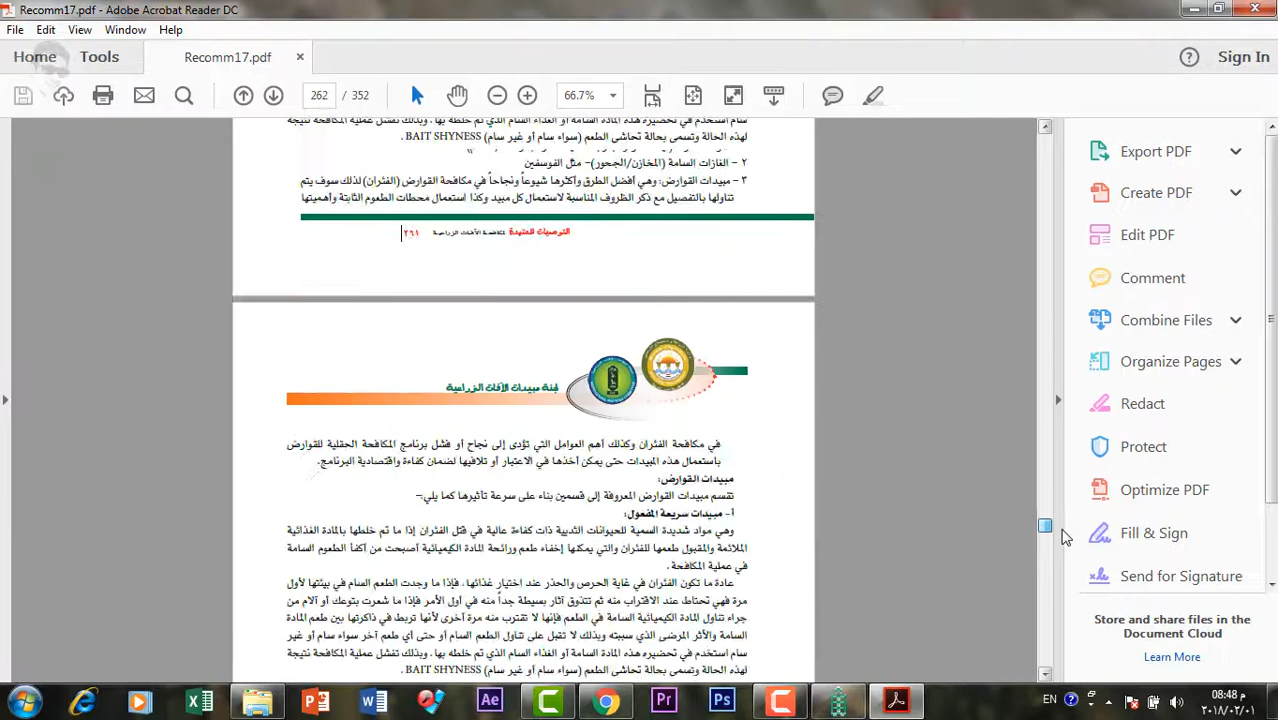 Recomm17.pdf - Adobe Acrobat Reader DC
File Edit View Window Help
Home Tools Recomm17.pdf × Sign In
262 / 352 66.7%
سام استخدم في تحضيره هذه المادة السامة أو الغذاء السام الذي تم خلطه بها. وبذلك تفشل عملية المكافحة نتيجة
لهذه الحالة وتسمى بحالة تحاشى الطعم (سواء سام أو غير سام) BAIT SHYNESS .
٢ – الغازات السامة (المخازن/الجحور)– مثل الفوسفين
٣ – مبيدات القوارض: وهي أفضل الطرق وأكثرها شيوعاً ونجاحاً في مكافحة القوارض (الفئران) لذلك سوف يتم
تناولها بالتفصيل مع ذكر الظروف المناسبة لاستعمال كل مبيد وكذا استعمال محطات الطعوم الثابتة وأهميتها
التوصيات المعتمدة لمكافحة الآفات الزراعية ٢٦١
لجنة مبيدات الآفات الزراعية
في مكافحة الفئران وكذلك أهم العوامل التي تؤدى إلى نجاح أو فشل برنامج المكافحة الحقلية للقوارض
باستعمال هذه المبيدات حتى يمكن أخذها في الاعتبار أو تلافيها لضمان كفاءة واقتصادية البرنامج.
مبيدات القوارض:
تقسم مبيدات القوارض المعروفة إلى قسمين بناء على سرعة تأثيرها كما يلي–
أ- مبيدات سريعة المفعول:
وهي مواد شديدة السمية للحيوانات الثديية ذات كفاءة عالية في قتل الفئران إذا ما تم خلطها بالمادة الغذائية
الملائمة والمقبول طعمها للفئران والتي يمكنها إخفاء طعم ورائحة المادة الكيميائية أصبحت من أكفأ الطعوم السامة
في عملية المكافحة .
عادة ما تكون الفئران في غاية الحرص والحذر عند اختيار غذائها . فإذا ما وجدت الطعم السام في بيئتها لأول
مرة فهي تحتاط عند الاقتراب منه ثم تتذوق آثار بسيطة جداً منه في أول الأمر فإذا ما شعرت بتوعك أو آلام من
جراء تناول المادة الكيميائية السامة في الطعم فإنها لا تقترب منه مرة أخرى لأنها تربط في ذاكرتها بين طعم المادة
السامة والأثر المرضى الذي سببته وبذلك لا تقبل على تناول الطعم السام أو حتى أي طعم آخر سواء سام أو غير
سام استخدم في تحضيره هذه المادة السامة أو الغذاء السام الذي تم خلطه بها . وبذلك تفشل عملية المكافحة نتيجة
لهذه الحالة وتسمى بحالة تحاشى الطعم (سواء سام أو غير سام) BAIT SHYNESS .
Export PDF
Create PDF
Edit PDF
Comment
Combine Files
Organize Pages
Redact
Protect
Optimize PDF
Fill & Sign
Send for Signature
Store and share files in the
Document Cloud
Learn More
Ae Pr Ps
EN
٠٨:٤٨ م
٢٠١٨/٠٢/٠١